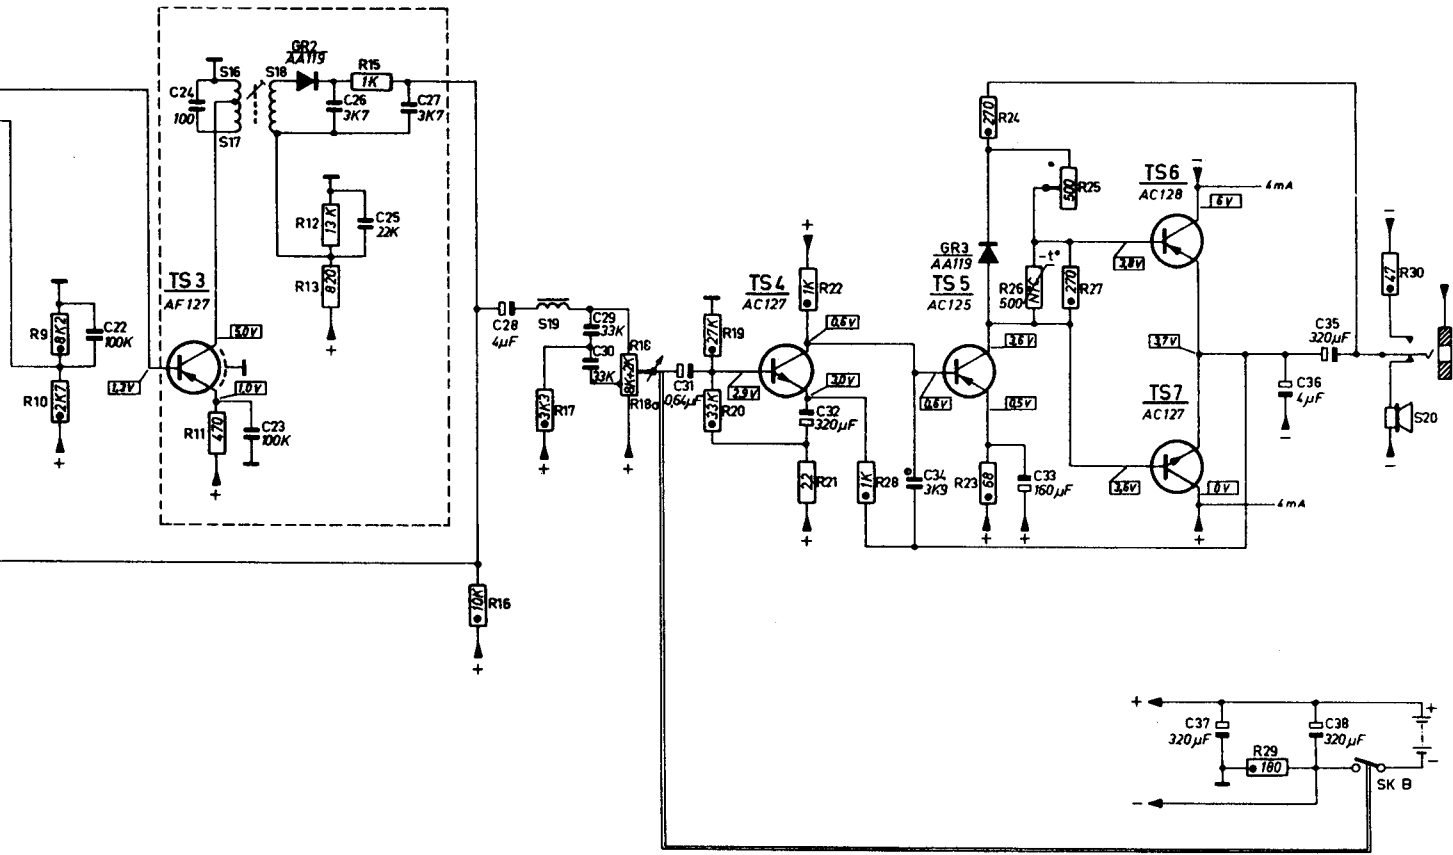 GR2
AA119
R15
1K
S16
S18
C24
100
C26
3K7
C27
3K7
S17
R12
13K
C25
22K
R13
820
TS3
AF127
R9
8K2
C22
100K
R10
2K7
5,0V
1,2V
1,0V
R11
470
C23
100K
+
+
+
C28
4µF
S19
C29
33K
C30
33K
R18
8K+2K
R18a
R17
3K3
+
+
R16
10K
+
C31
0,64µF
R19
27K
R20
33K
TS4
AC127
+
R22
1K
0,6V
2,9V
3,0V
C32
320µF
R21
22
+
R28
1K
C34
3K9
R24
270
R25
500
GR3
AA119
TS5
AC125
-t°
R26
500
NTC
R27
270
3,6V
0,6V
0,5V
R23
68
C33
160µF
+
+
TS6
AC128
-
4mA
6V
3,8V
3,7V
TS7
AC127
3,6V
0V
4mA
+
C35
320µF
C36
4µF
-
-
R30
47
S20
-
+
C37
320µF
C38
320µF
+
-
R29
180
SK B
-